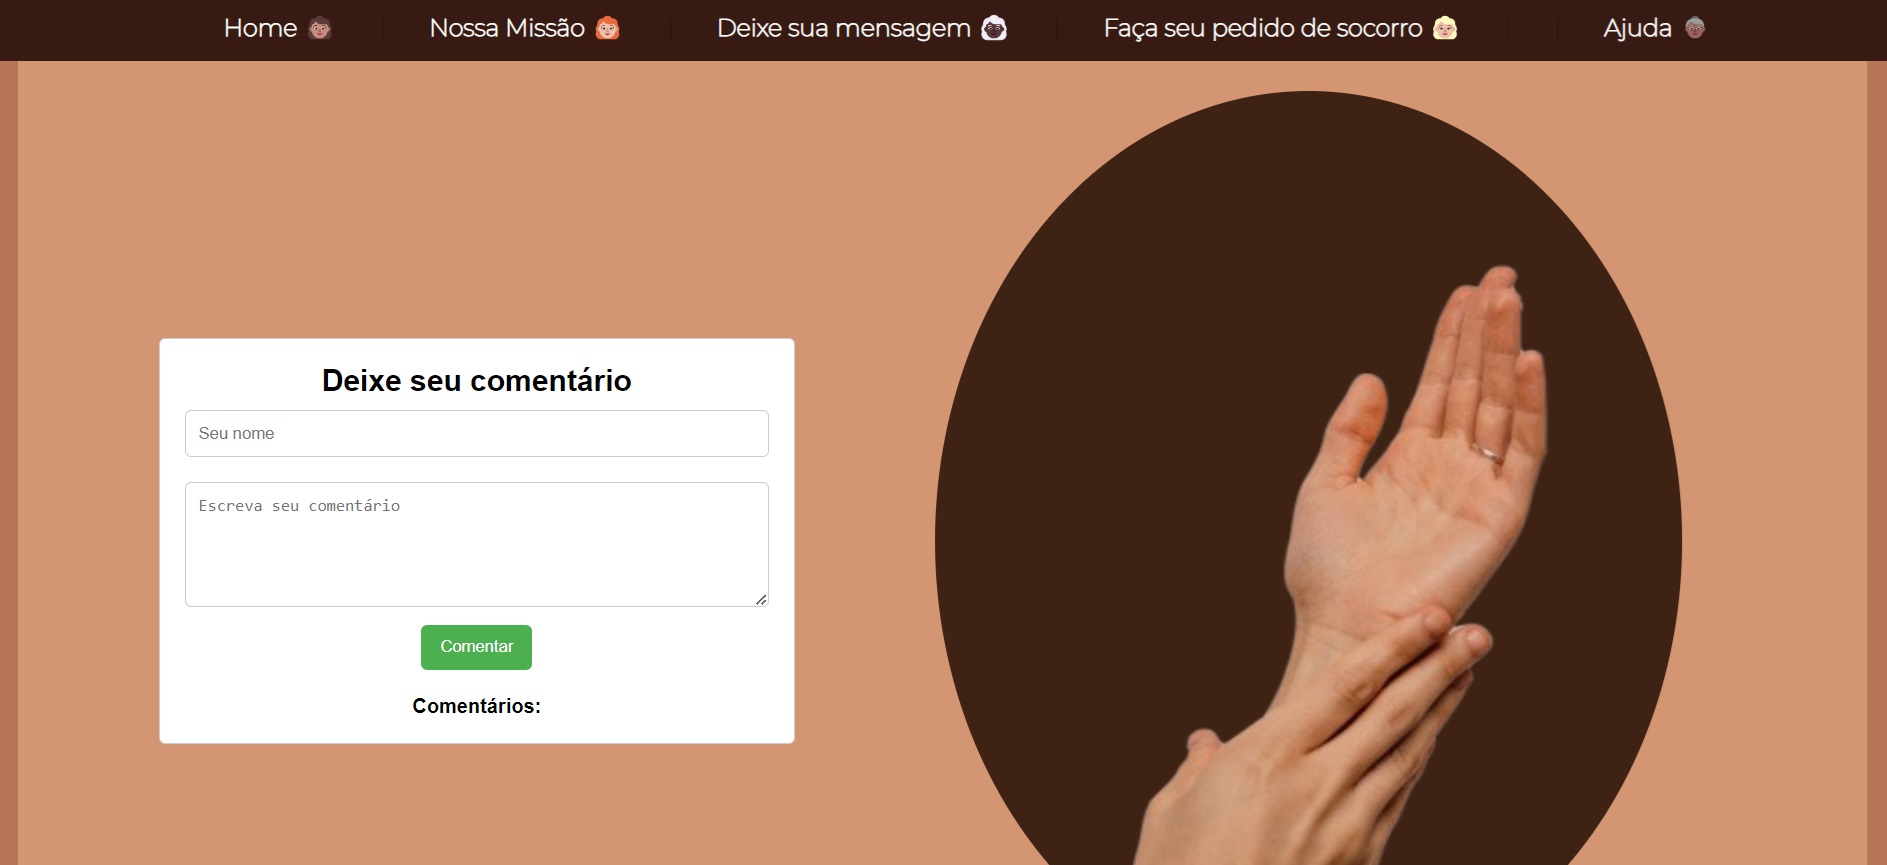 Home
Nossa Missão
Deixe sua mensagem
Faça seu pedido de socorro
Ajuda
Deixe seu comentário
Seu nome
Escreva seu comentário
Comentar
Comentários: